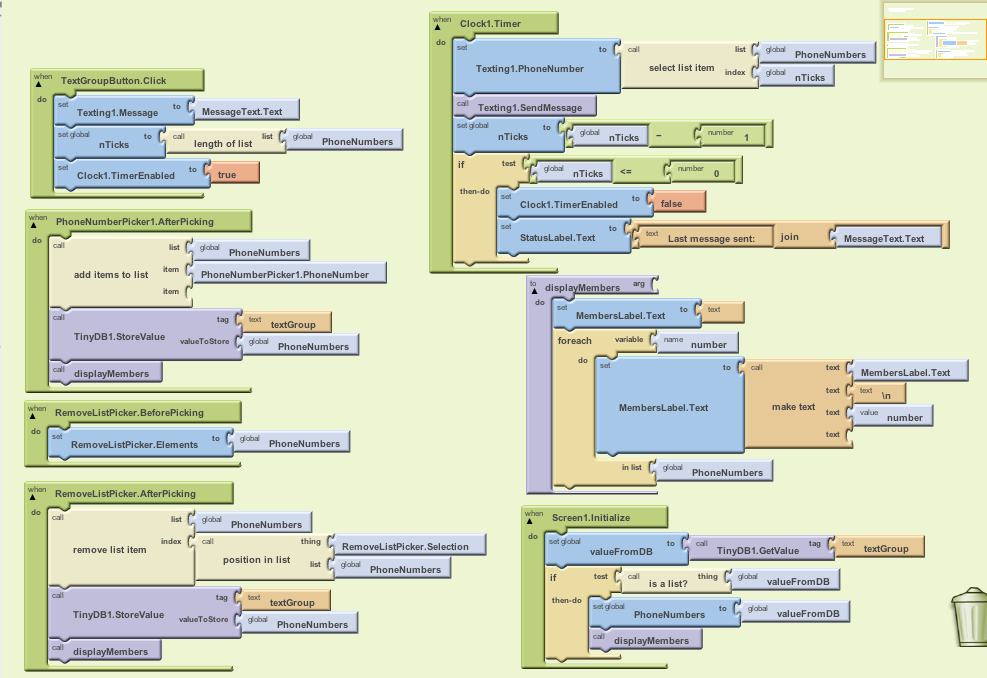 when TextGroupButton.Click
do set Texting1.Message to MessageText.Text
set global nTicks to call length of list list global PhoneNumbers
set Clock1.TimerEnabled to true
when PhoneNumberPicker1.AfterPicking
do call add items to list list global PhoneNumbers
item PhoneNumberPicker1.PhoneNumber
item
call TinyDB1.StoreValue tag text textGroup
valueToStore global PhoneNumbers
call displayMembers
when RemoveListPicker.BeforePicking
do set RemoveListPicker.Elements to global PhoneNumbers
when RemoveListPicker.AfterPicking
do call remove list item list global PhoneNumbers
index call position in list thing RemoveListPicker.Selection
list global PhoneNumbers
call TinyDB1.StoreValue tag text textGroup
valueToStore global PhoneNumbers
call displayMembers
when Clock1.Timer
do set Texting1.PhoneNumber to call select list item list global PhoneNumbers
index global nTicks
call Texting1.SendMessage
set global nTicks to global nTicks − number 1
if test global nTicks <= number 0
then-do set Clock1.TimerEnabled to false
set StatusLabel.Text to text Last message sent: join MessageText.Text
to displayMembers arg
do set MembersLabel.Text to text
foreach variable name number
do set MembersLabel.Text to call make text text MembersLabel.Text
text text \n
text value number
text
in list global PhoneNumbers
when Screen1.Initialize
do set global valueFromDB to call TinyDB1.GetValue tag text textGroup
if test call is a list? thing global valueFromDB
then-do set global PhoneNumbers to global valueFromDB
call displayMembers